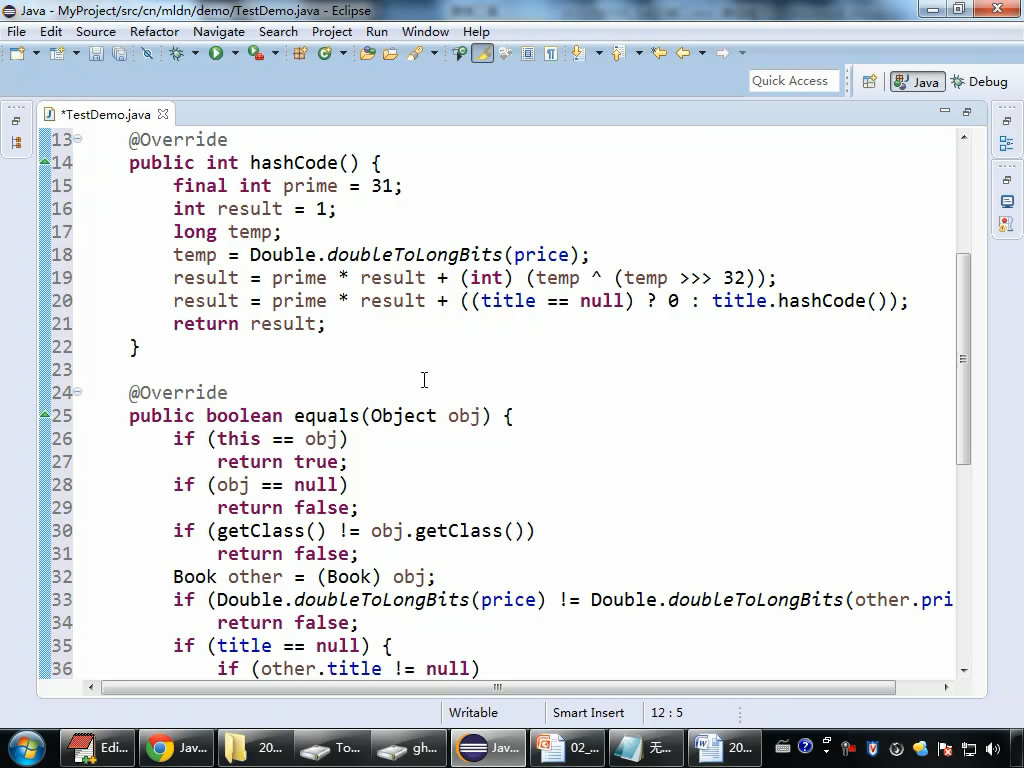 Java - MyProject/src/cn/mldn/demo/TestDemo.java - Eclipse
File Edit Source Refactor Navigate Search Project Run Window Help
Quick Access
Java
Debug
*TestDemo.java
13 @Override
14 public int hashCode() {
15 final int prime = 31;
16 int result = 1;
17 long temp;
18 temp = Double.doubleToLongBits(price);
19 result = prime * result + (int) (temp ^ (temp >>> 32));
20 result = prime * result + ((title == null) ? 0 : title.hashCode());
21 return result;
22 }
23
24 @Override
25 public boolean equals(Object obj) {
26 if (this == obj)
27 return true;
28 if (obj == null)
29 return false;
30 if (getClass() != obj.getClass())
31 return false;
32 Book other = (Book) obj;
33 if (Double.doubleToLongBits(price) != Double.doubleToLongBits(other.pri
34 return false;
35 if (title == null) {
36 if (other.title != null)
Writable Smart Insert 12 : 5
Edi... Jav... 20... To... gh... Jav... 02_... 无... 20...